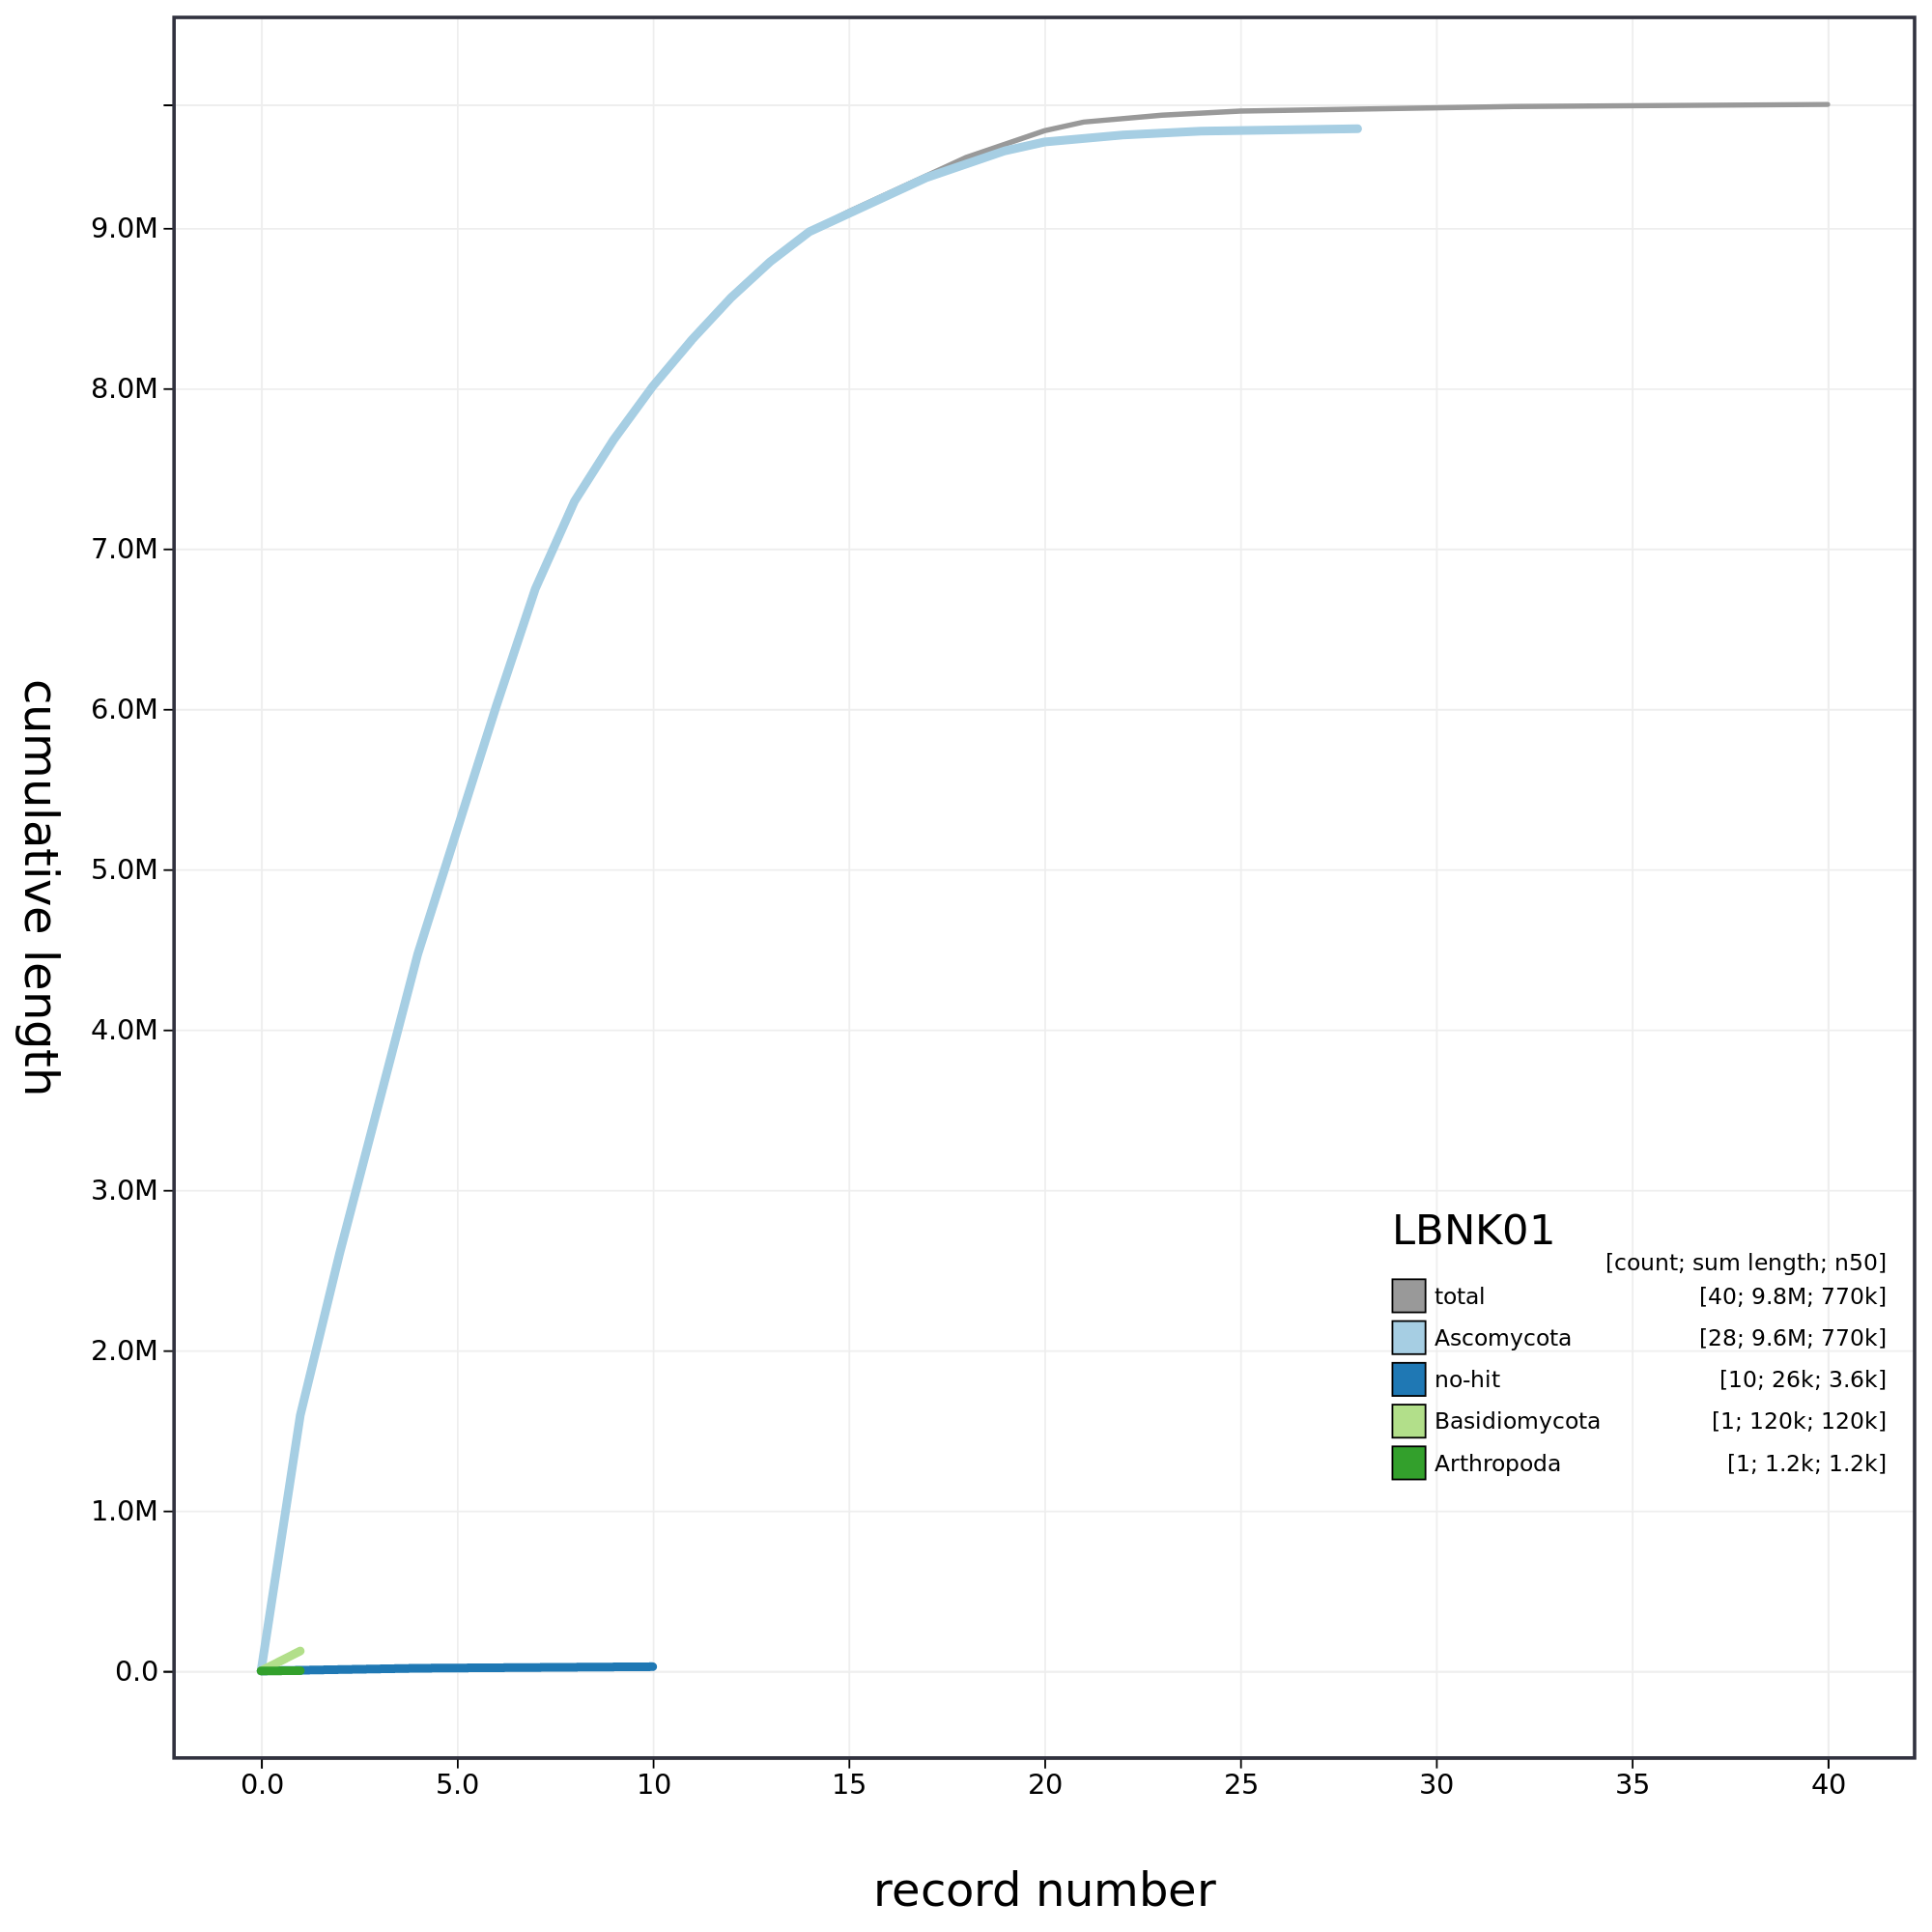 cumulative length
9.0M
8.0M
7.0M
6.0M
5.0M
4.0M
3.0M
2.0M
1.0M
0.0
LBNK01
[count; sum length; n50]
total [40; 9.8M; 770k]
Ascomycota [28; 9.6M; 770k]
no-hit [10; 26k; 3.6k]
Basidiomycota [1; 120k; 120k]
Arthropoda [1; 1.2k; 1.2k]
0.0 5.0 10 15 20 25 30 35 40
record number